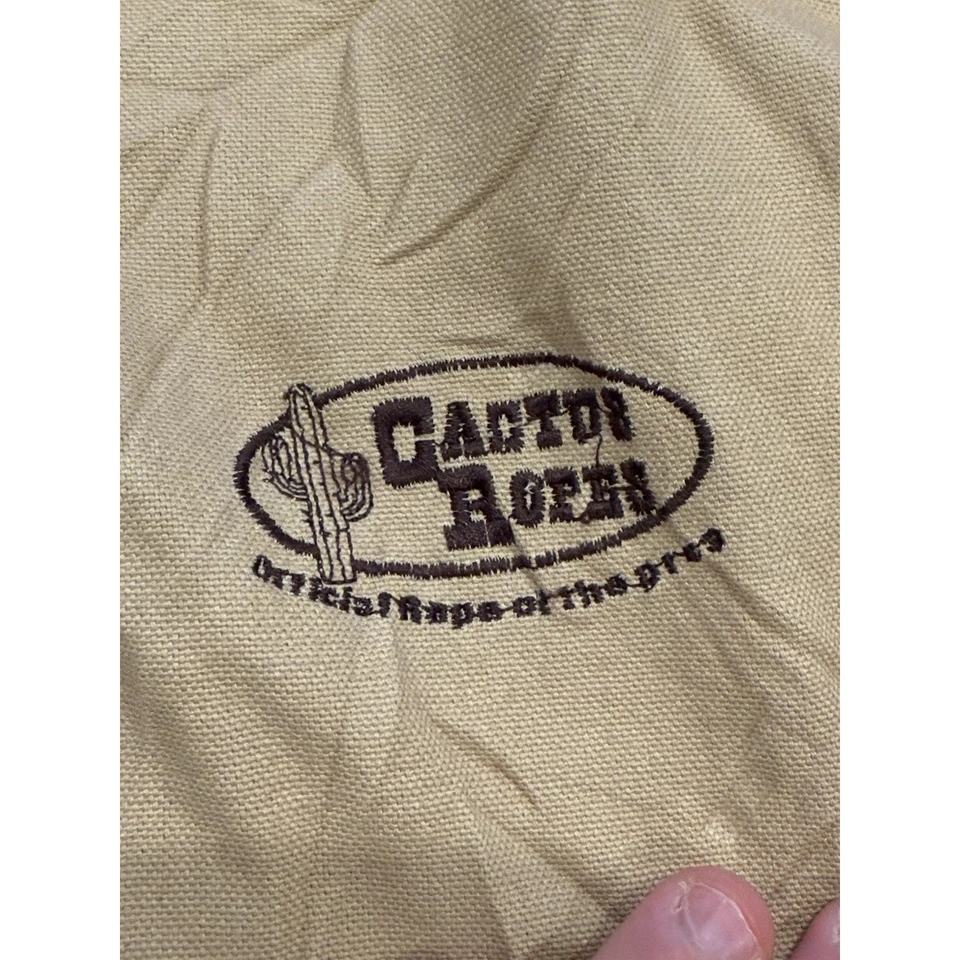 CACTUS
ROPES
Official Rope of the pros